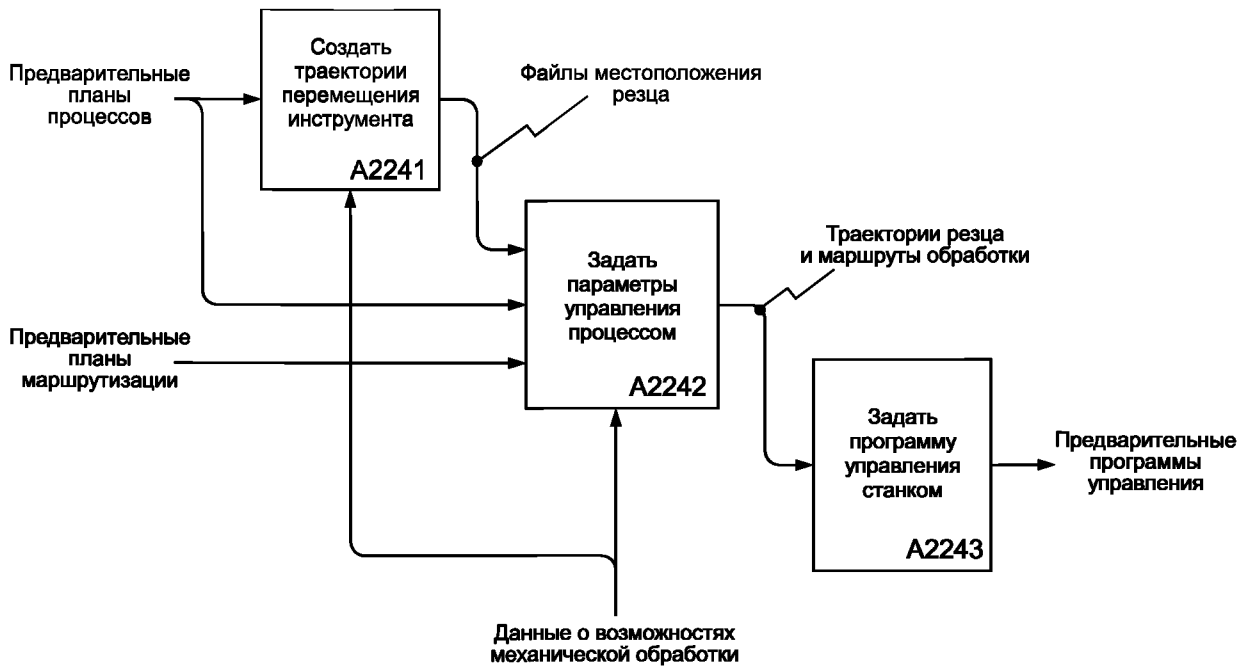 Предварительные
планы
процессов
Создать
траектории
перемещения
инструмента
A2241
Файлы местоположения
резца
Предварительные
планы
маршрутизации
Задать
параметры
управления
процессом
A2242
Траектории резца
и маршруты обработки
Задать
программу
управления
станком
A2243
Предварительные
программы
управления
Данные о возможностях
механической обработки